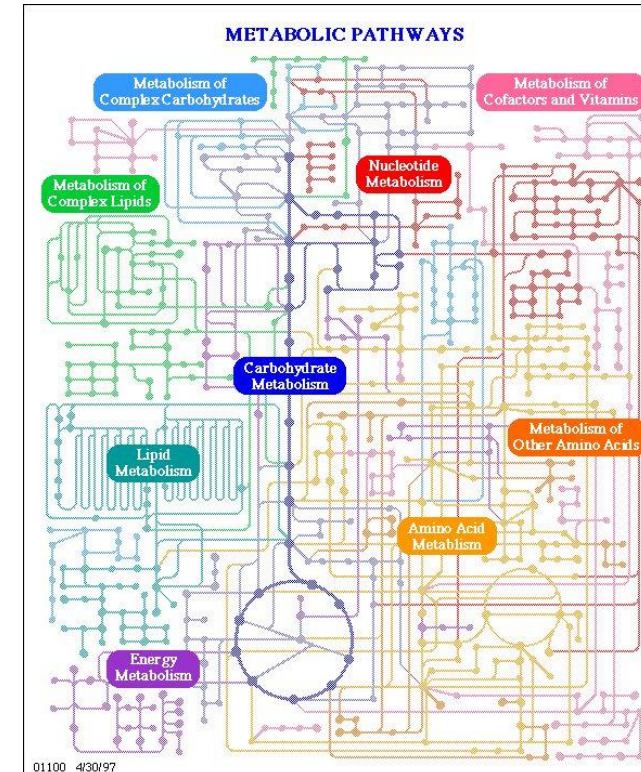 METABOLIC PATHWAYS
Metabolism of
Complex Carbohydrates
Metabolism of
Cofactors and Vitamins
Nucleotide
Metabolism
Metabolism of
Complex Lipids
Carbohydrate
Metabolism
Metabolism of
Other Amino Acids
Lipid
Metabolism
Amino Acid
Metablism
Energy
Metabolism
01100 4/30/97